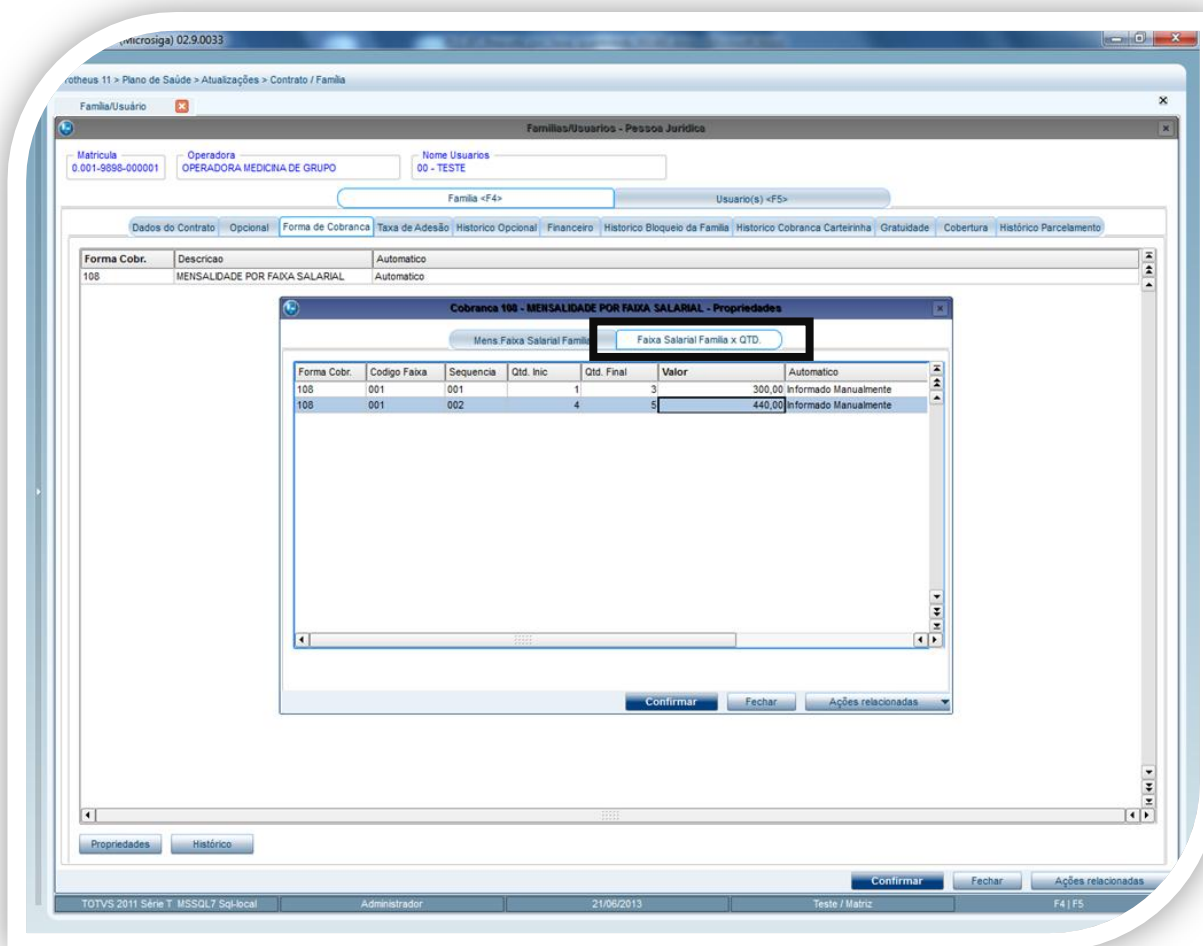 (Microsiga) 02.9.0033
rotheus 11 > Plano de Saúde > Atualizações > Contrato / Família
Família/Usuário
Familias/Usuarios - Pessoa Juridica
Matricula Operadora Nome Usuarios
0.001-9898-000001 OPERADORA MEDICINA DE GRUPO 00 - TESTE
Familia <F4> Usuario(s) <F5>
Dados do Contrato Opcional Forma de Cobranca Taxa de Adesão Historico Opcional Financeiro Historico Bloqueio da Familia Historico Cobranca Carteirinha Gratuidade Cobertura Histórico Parcelamento
Forma Cobr. Descricao Automatico
108 MENSALIDADE POR FAIXA SALARIAL Automatico
Cobranca 108 - MENSALIDADE POR FAIXA SALARIAL - Propriedades
Mens.Faixa Salarial Familia Faixa Salarial Familia x QTD.
Forma Cobr. Codigo Faixa Sequencia Qtd. Inic Qtd. Final Valor Automatico
108 001 001 1 3 300,00 Informado Manualmente
108 001 002 4 5 440,00 Informado Manualmente
Confirmar Fechar Ações relacionadas
Propriedades Histórico
Confirmar Fechar Ações relacionadas
TOTVS 2011 Série T MSSQL7 Sql-local Administrador 21/06/2013 Teste / Matriz F4 | F5